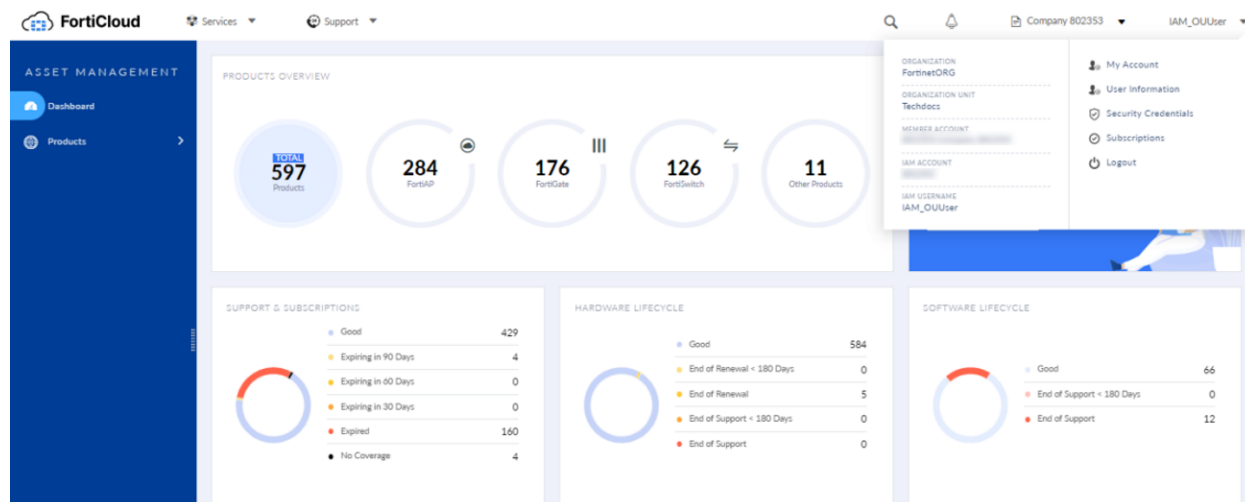 FortiCloud
Services
Support
Company 802353
IAM_OUUser
ASSET MANAGEMENT
Dashboard
Products
PRODUCTS OVERVIEW
TOTAL
597
Products
284
FortiAP
176
FortiGate
126
FortiSwitch
11
Other Products
ORGANIZATION
FortinetORG
ORGANIZATION UNIT
Techdocs
MEMBER ACCOUNT
IAM ACCOUNT
IAM USERNAME
IAM_OUUser
My Account
User Information
Security Credentials
Subscriptions
Logout
SUPPORT & SUBSCRIPTIONS
Good 429
Expiring in 90 Days 4
Expiring in 60 Days 0
Expiring in 30 Days 0
Expired 160
No Coverage 4
HARDWARE LIFECYCLE
Good 584
End of Renewal < 180 Days 0
End of Renewal 5
End of Support < 180 Days 0
End of Support 0
SOFTWARE LIFECYCLE
Good 66
End of Support < 180 Days 0
End of Support 12